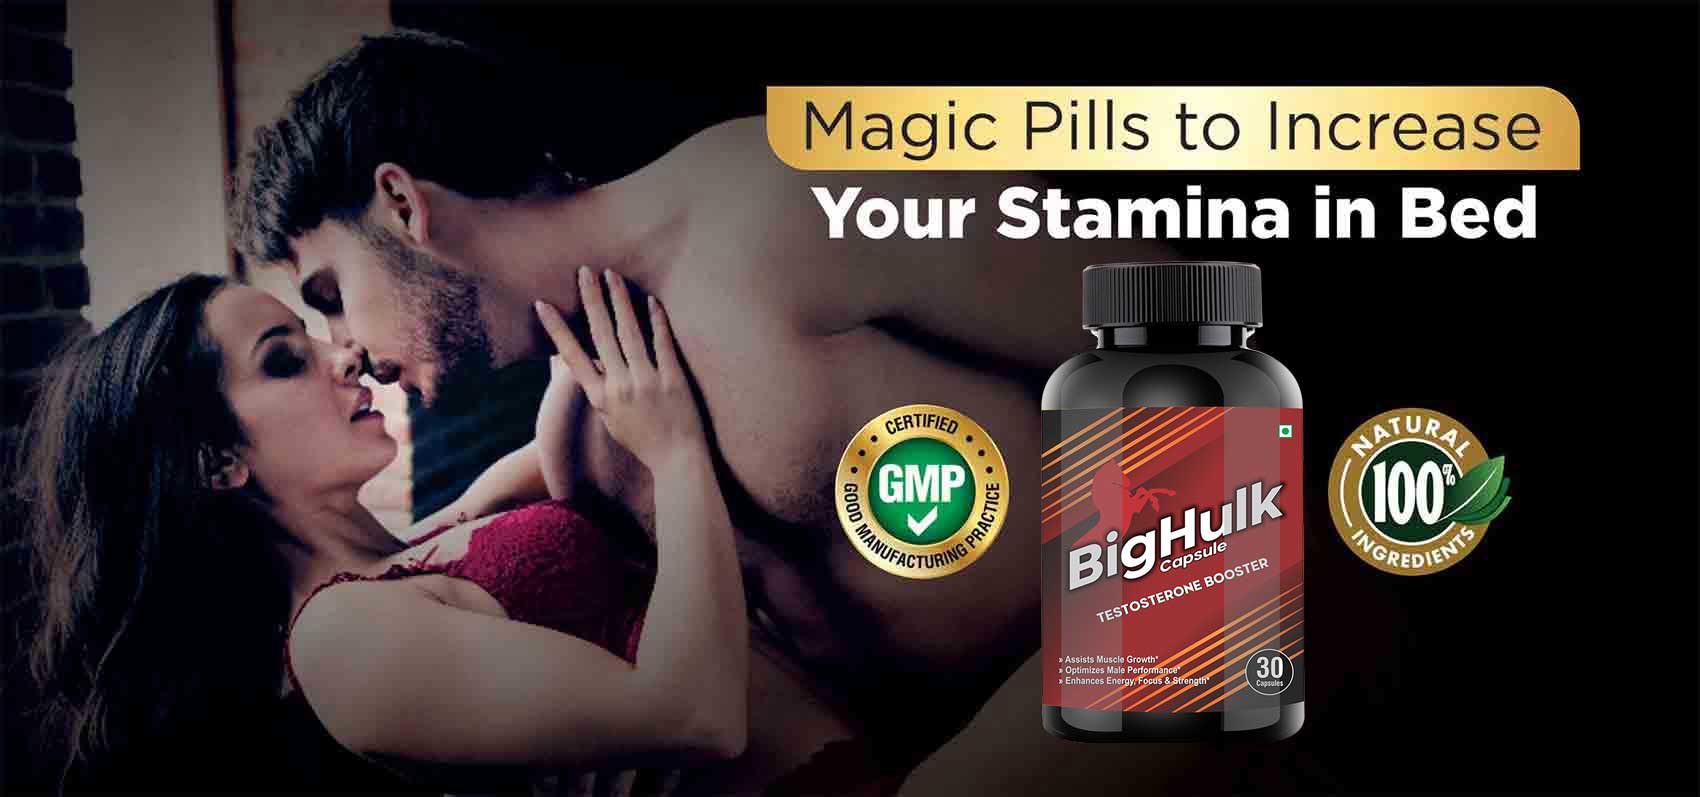 Magic Pills to Increase
Your Stamina in Bed
CERTIFIED
GMP
GOOD MANUFACTURING PRACTICE
BigHulk
Capsule
TESTOSTERONE BOOSTER
» Assists Muscle Growth*
» Optimizes Male Performance*
» Enhances Energy, Focus & Strength*
30
Capsules
NATURAL
100%
INGREDIENTS